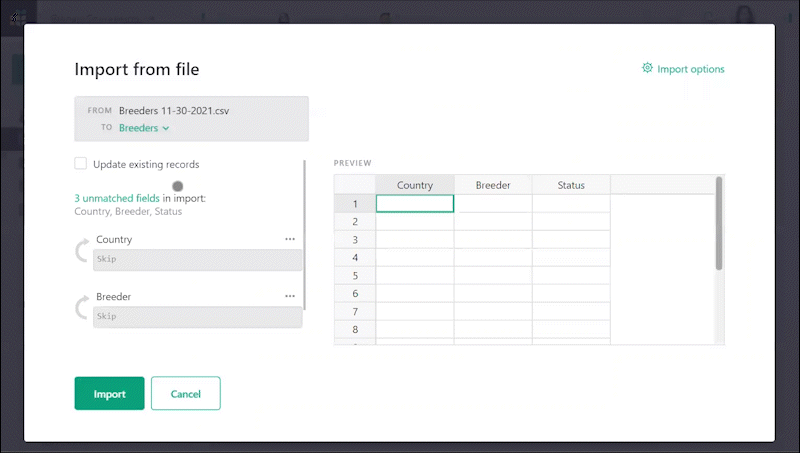 Import from file
Import options
FROM Breeders 11-30-2021.csv
TO Breeders
Update existing records
3 unmatched fields in import:
Country, Breeder, Status
Country
Skip
Breeder
Skip
PREVIEW
Country Breeder Status
1
2
3
4
5
6
7
8
Import Cancel